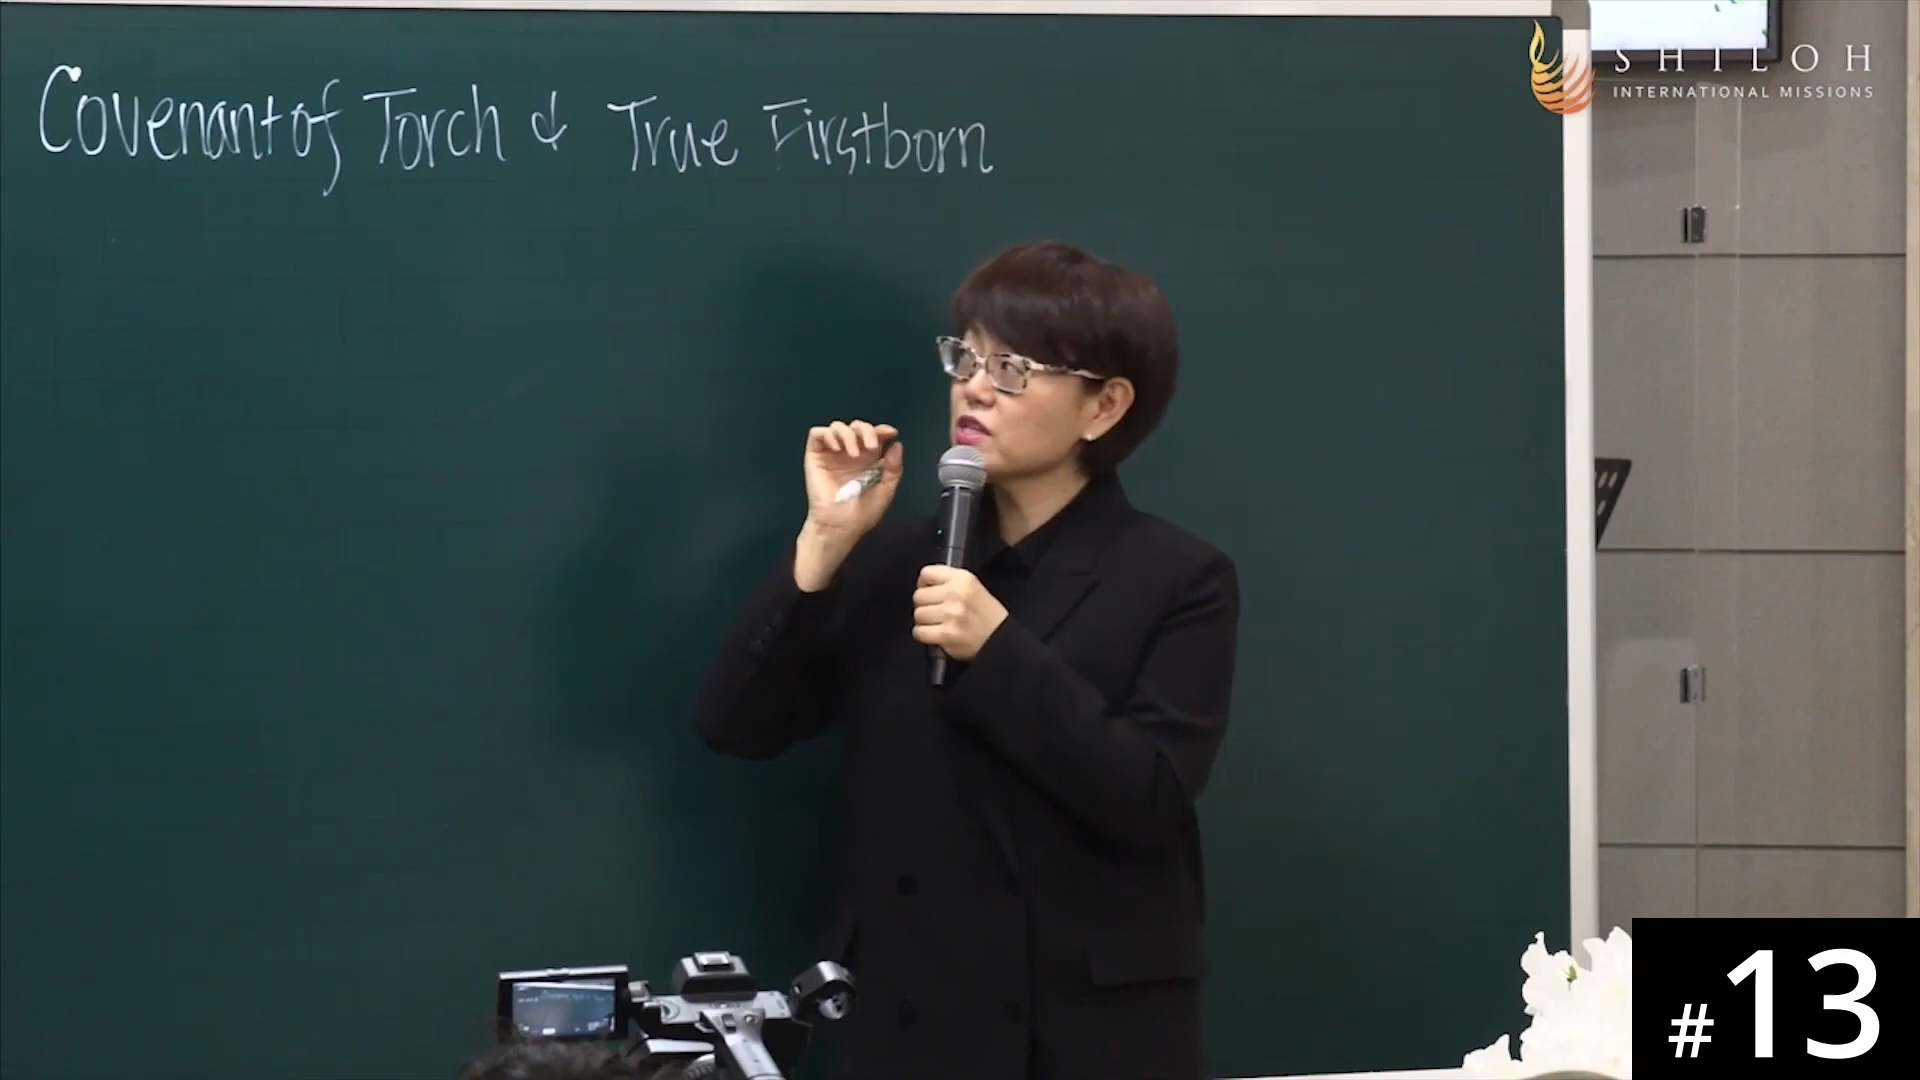 Covenant of Torch & True Firstborn
SHILOH
INTERNATIONAL MISSIONS
#13